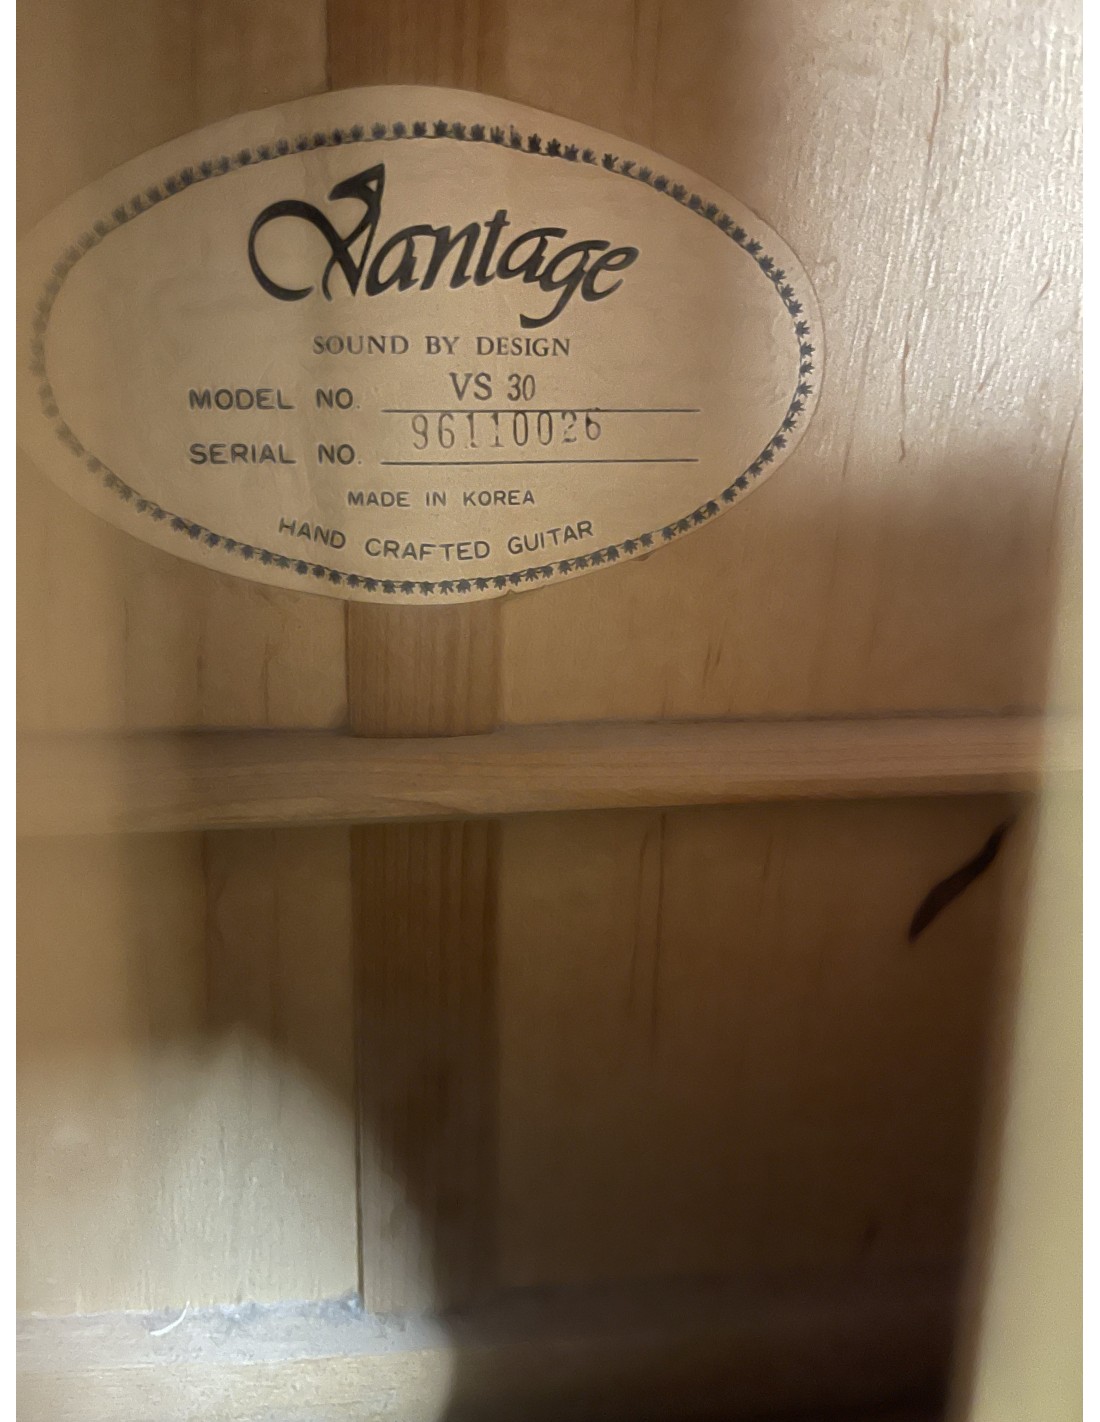 Vantage
SOUND BY DESIGN
MODEL NO. VS 30
SERIAL NO. 96110026
MADE IN KOREA
HAND CRAFTED GUITAR